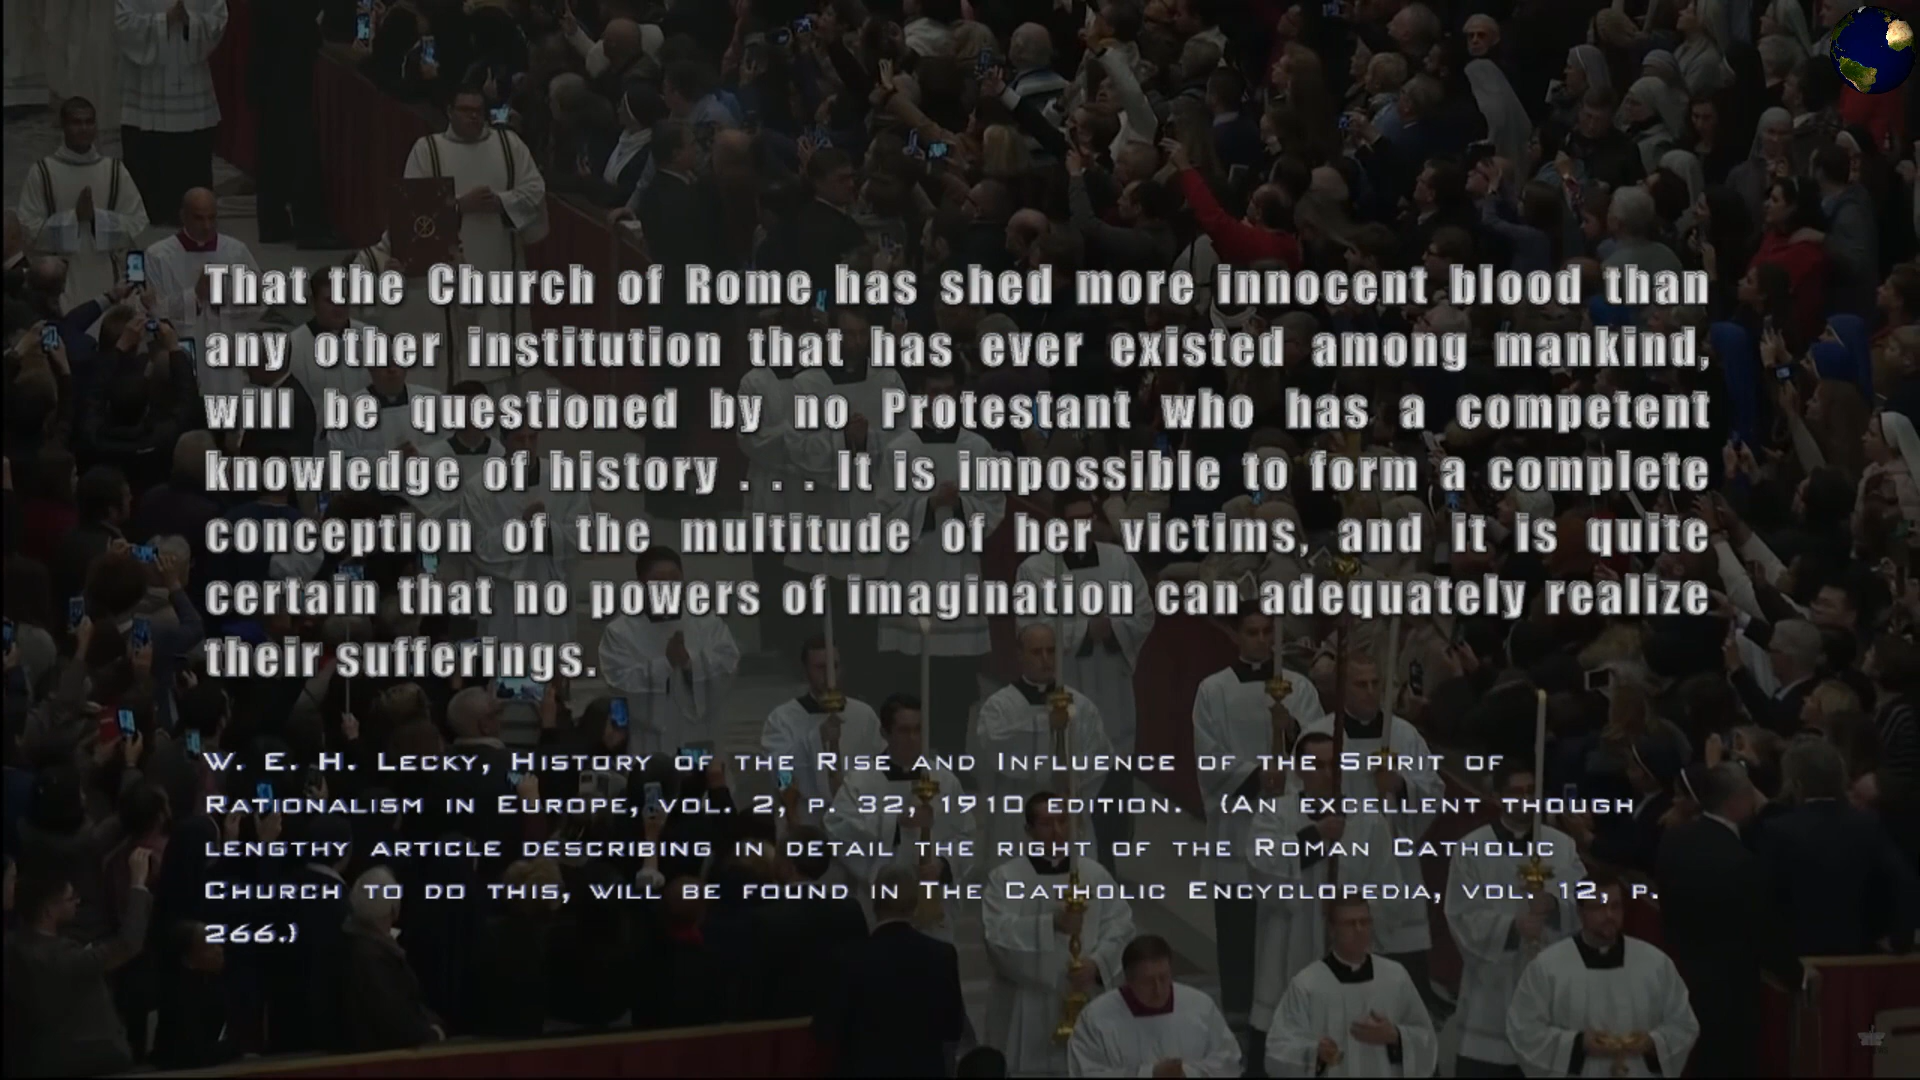 That the Church of Rome has shed more innocent blood than
any other institution that has ever existed among mankind,
will be questioned by no Protestant who has a competent
knowledge of history . . . It is impossible to form a complete
conception of the multitude of her victims, and it is quite
certain that no powers of imagination can adequately realize
their sufferings.
W. E. H. Lecky, History of the Rise and Influence of the Spirit of
Rationalism in Europe, vol. 2, p. 32, 1910 edition. (An excellent though
lengthy article describing in detail the right of the Roman Catholic
Church to do this, will be found in The Catholic Encyclopedia, vol. 12, p.
266.)